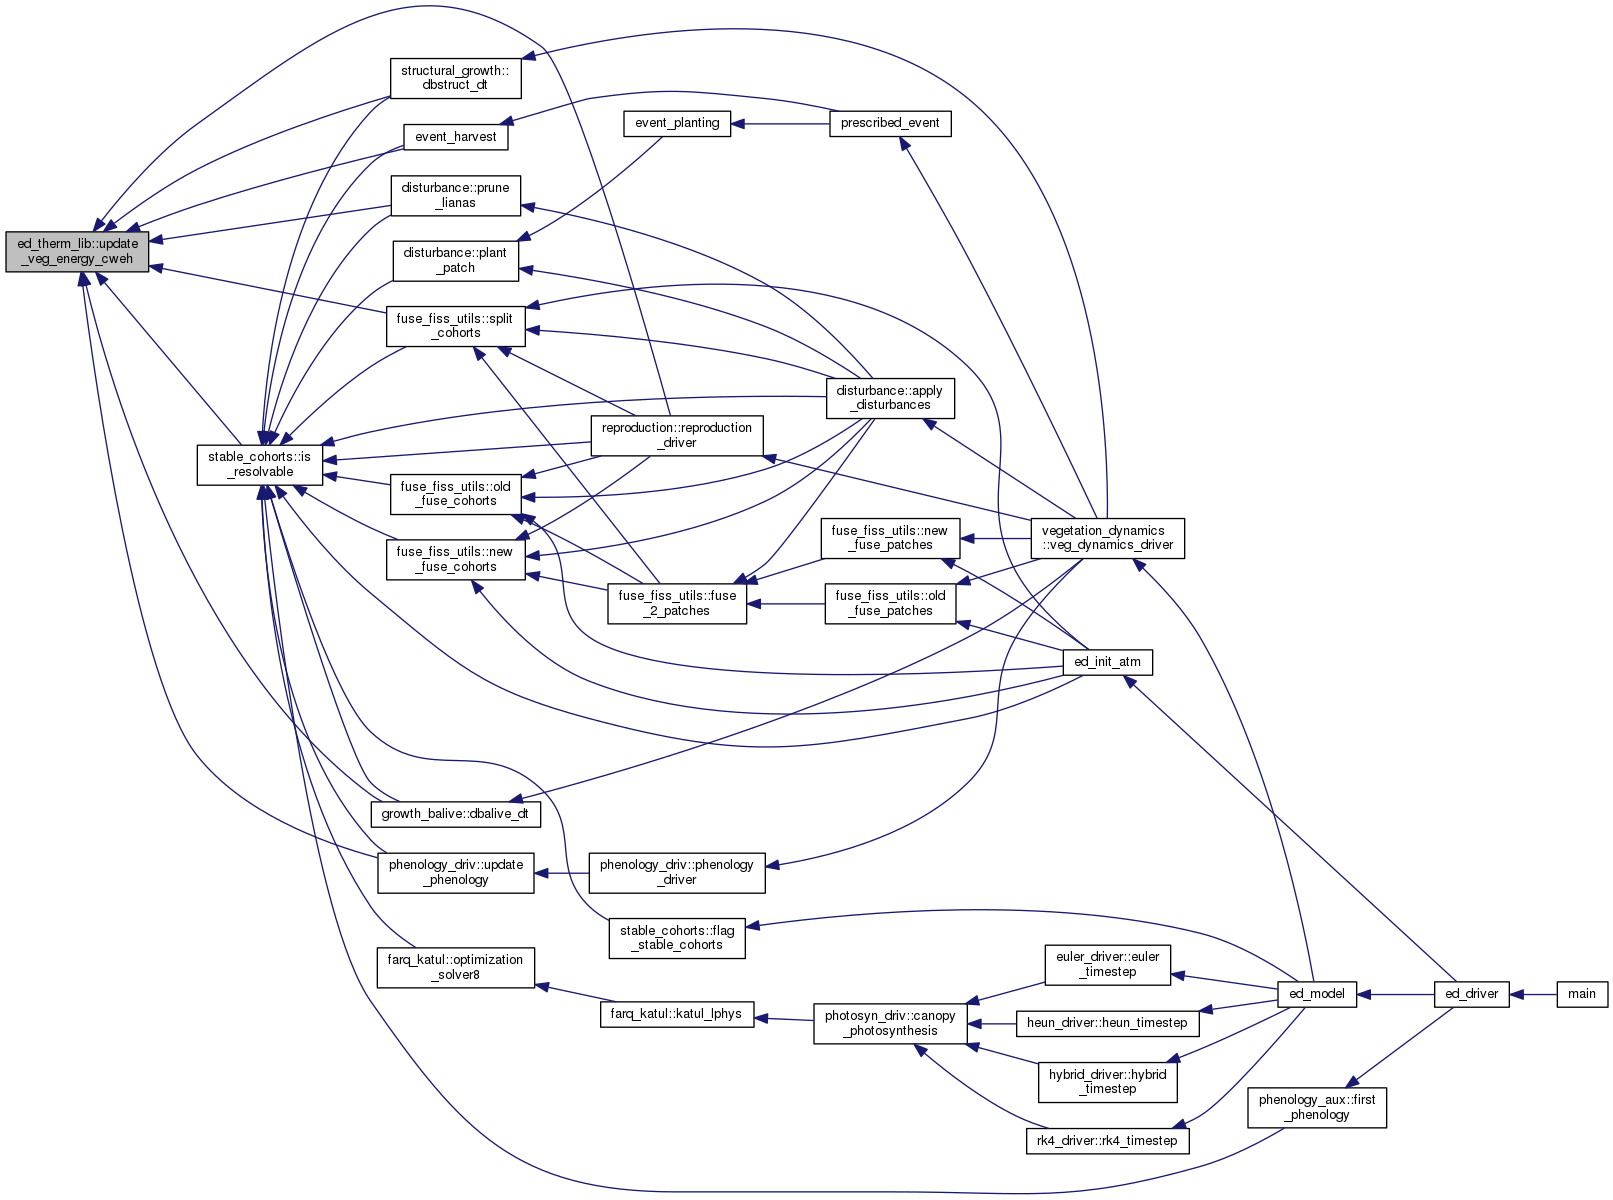 ed_therm_lib::update
_veg_energy_cweh
structural_growth::
dbstruct_dt
event_harvest
disturbance::prune
_lianas
disturbance::plant
_patch
fuse_fiss_utils::split
_cohorts
stable_cohorts::is
_resolvable
fuse_fiss_utils::old
_fuse_cohorts
fuse_fiss_utils::new
_fuse_cohorts
growth_balive::dbalive_dt
phenology_driv::update
_phenology
farq_katul::optimization
_solver8
event_planting
reproduction::reproduction
_driver
fuse_fiss_utils::fuse
_2_patches
phenology_driv::phenology
_driver
stable_cohorts::flag
_stable_cohorts
farq_katul::katul_lphys
prescribed_event
disturbance::apply
_disturbances
fuse_fiss_utils::new
_fuse_patches
fuse_fiss_utils::old
_fuse_patches
photosyn_driv::canopy
_photosynthesis
vegetation_dynamics
::veg_dynamics_driver
ed_init_atm
euler_driver::euler
_timestep
heun_driver::heun_timestep
hybrid_driver::hybrid
_timestep
rk4_driver::rk4_timestep
ed_model
phenology_aux::first
_phenology
ed_driver
main